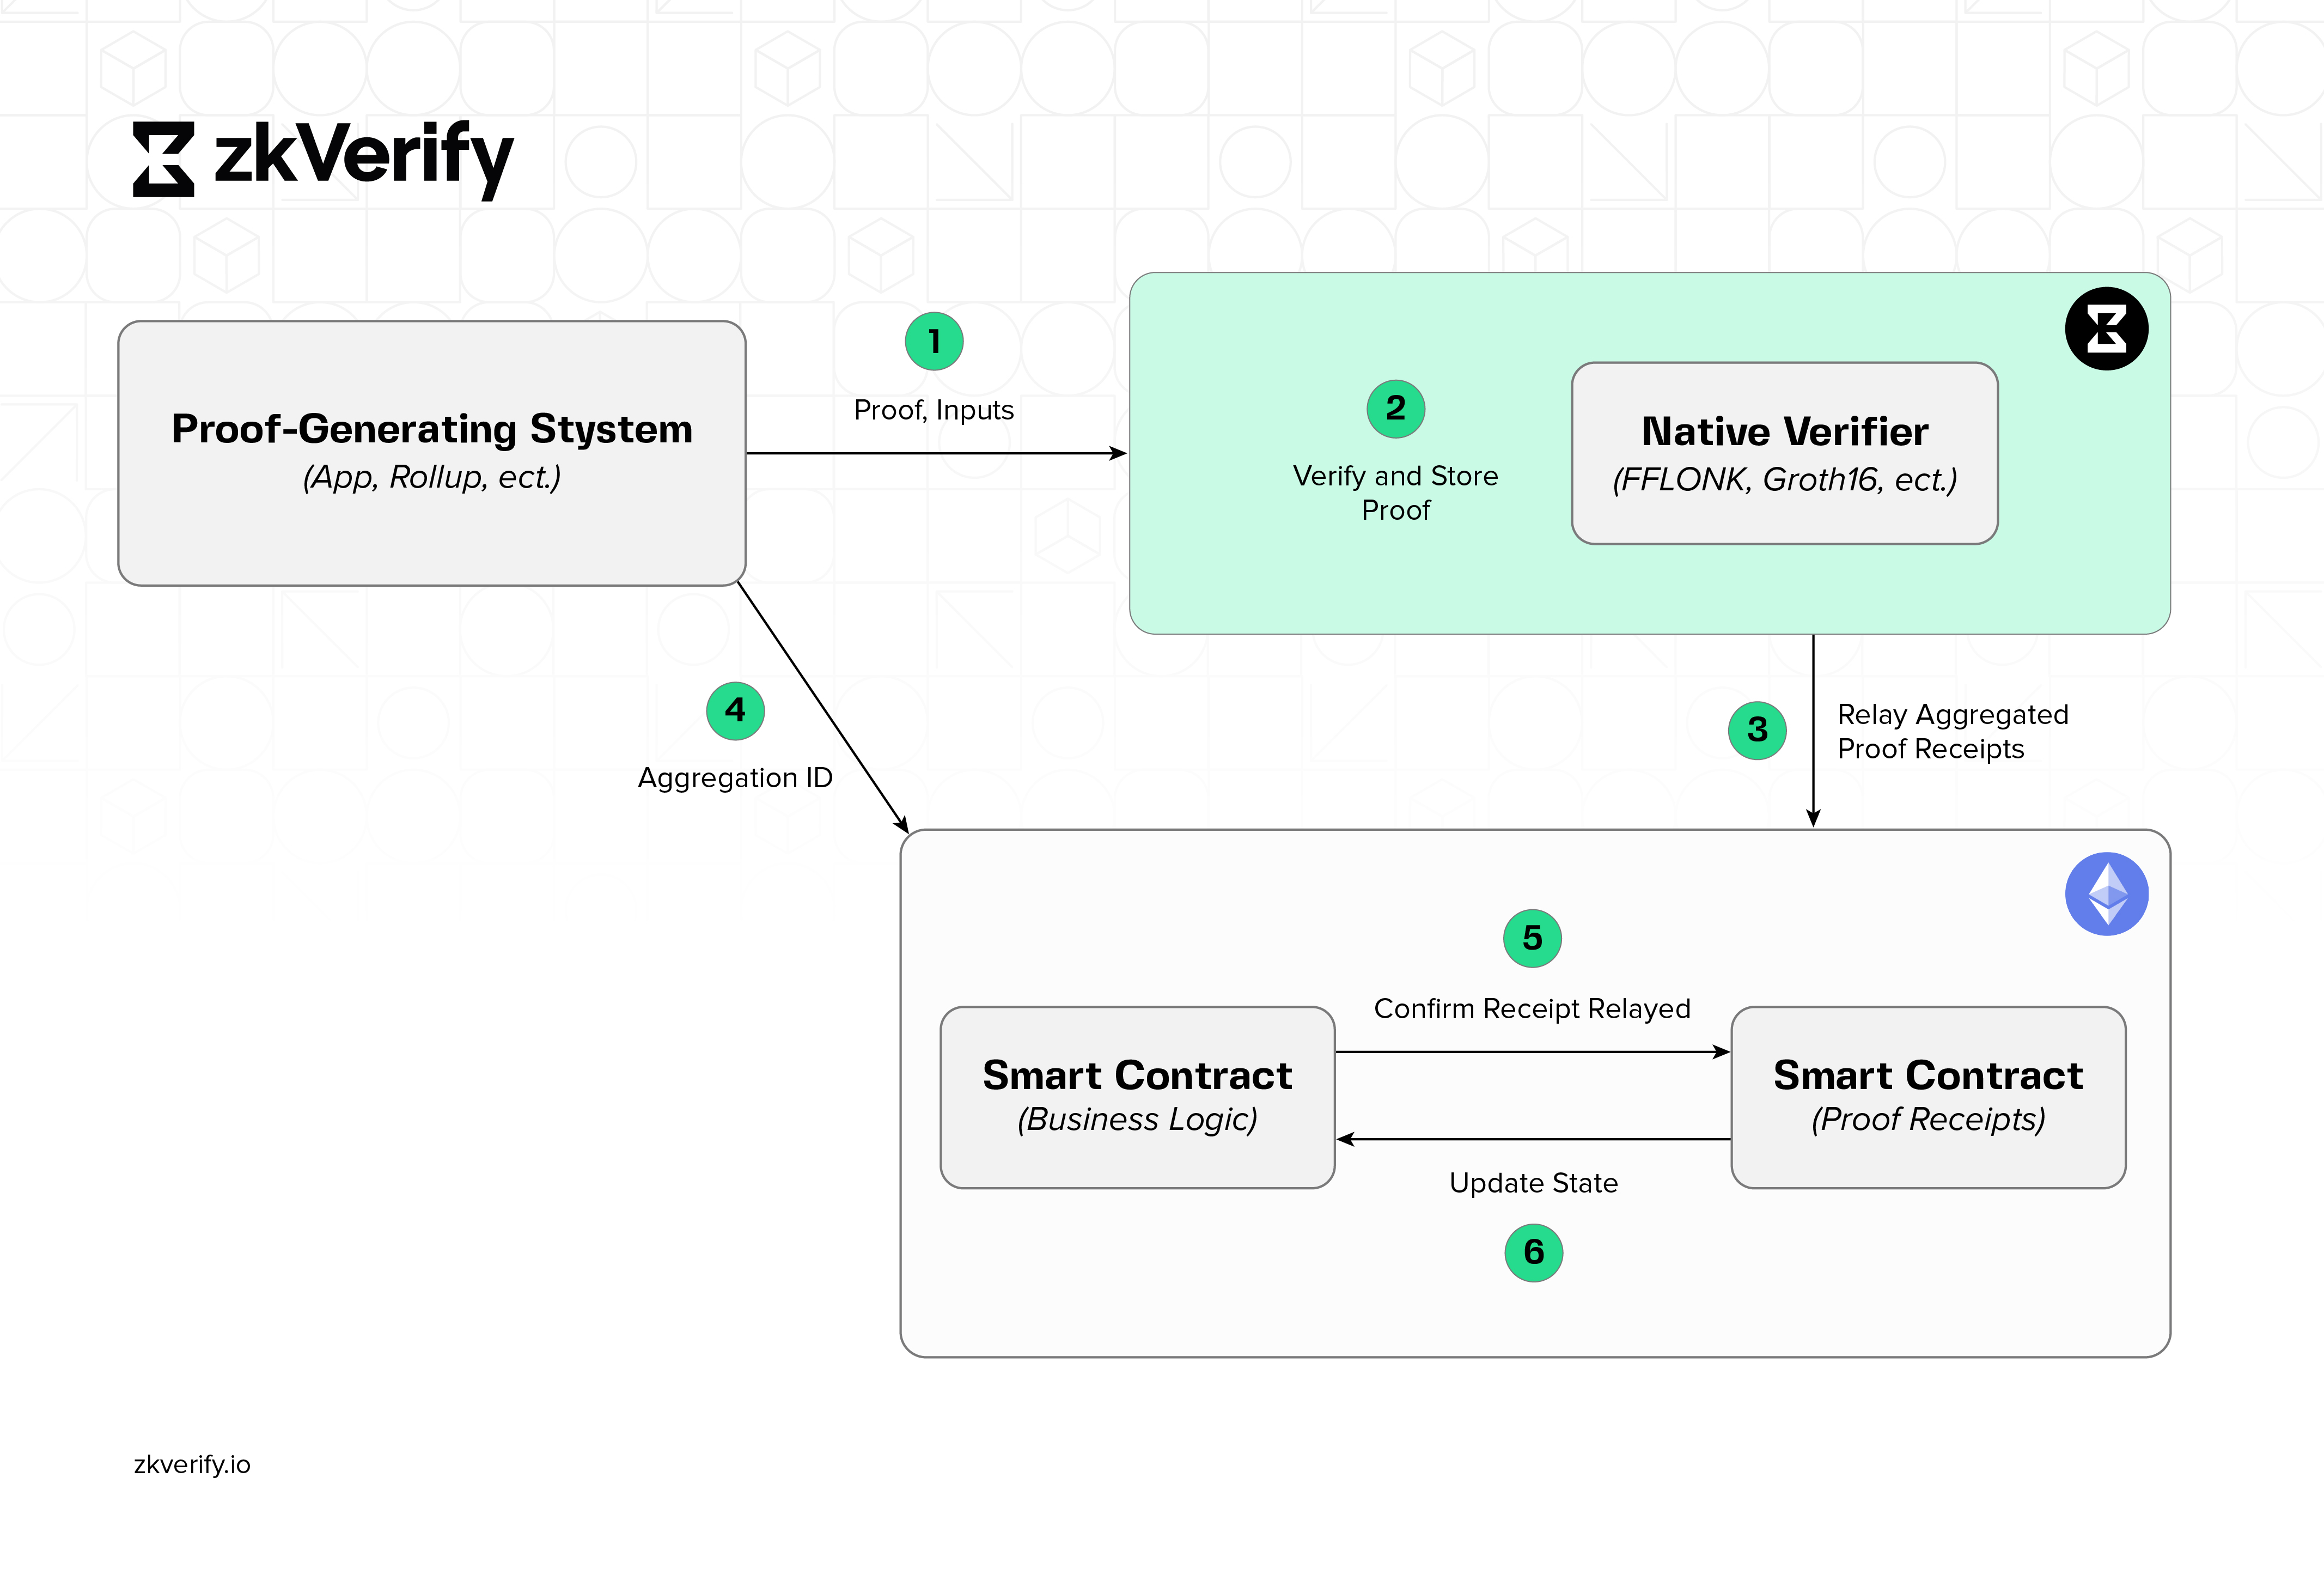 zkVerify
Proof-Generating Stystem
(App, Rollup, ect.)
1
Proof, Inputs
2
Verify and Store
Proof
Native Verifier
(FFLONK, Groth16, ect.)
3
Relay Aggregated
Proof Receipts
4
Aggregation ID
5
Confirm Receipt Relayed
Smart Contract
(Business Logic)
Smart Contract
(Proof Receipts)
Update State
6
zkverify.io